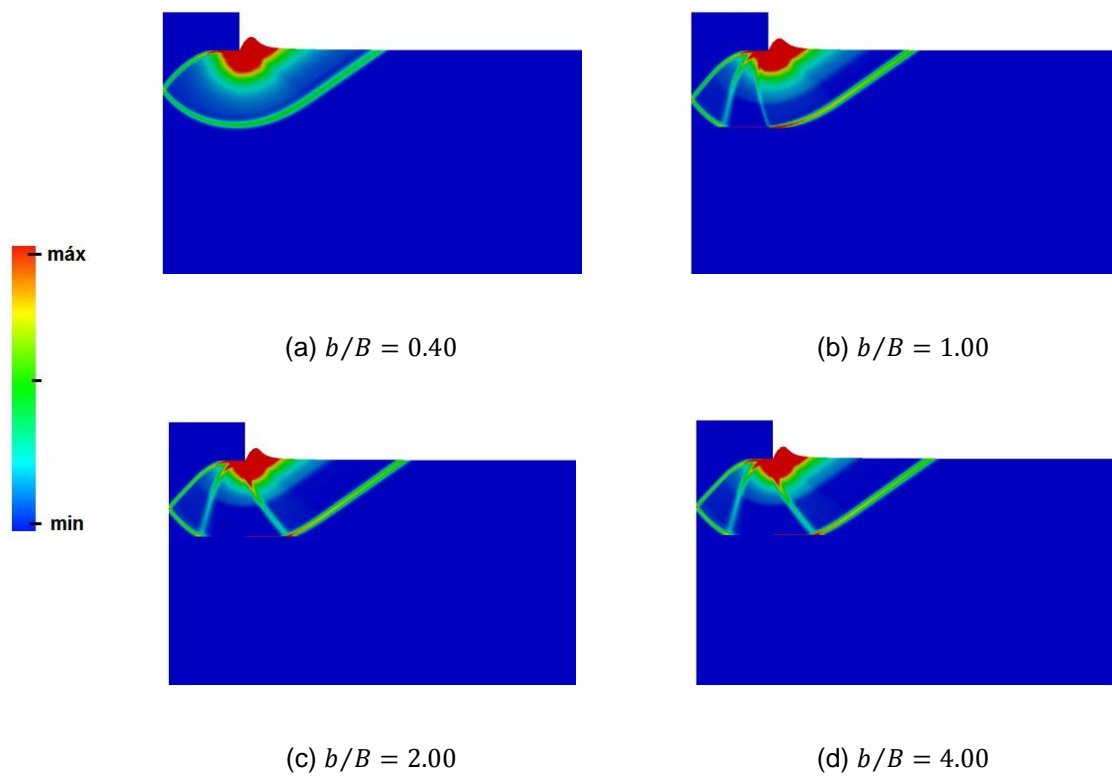 máx
min
(a) 𝑏/𝐵 = 0.40
(b) 𝑏/𝐵 = 1.00
(c) 𝑏/𝐵 = 2.00
(d) 𝑏/𝐵 = 4.00